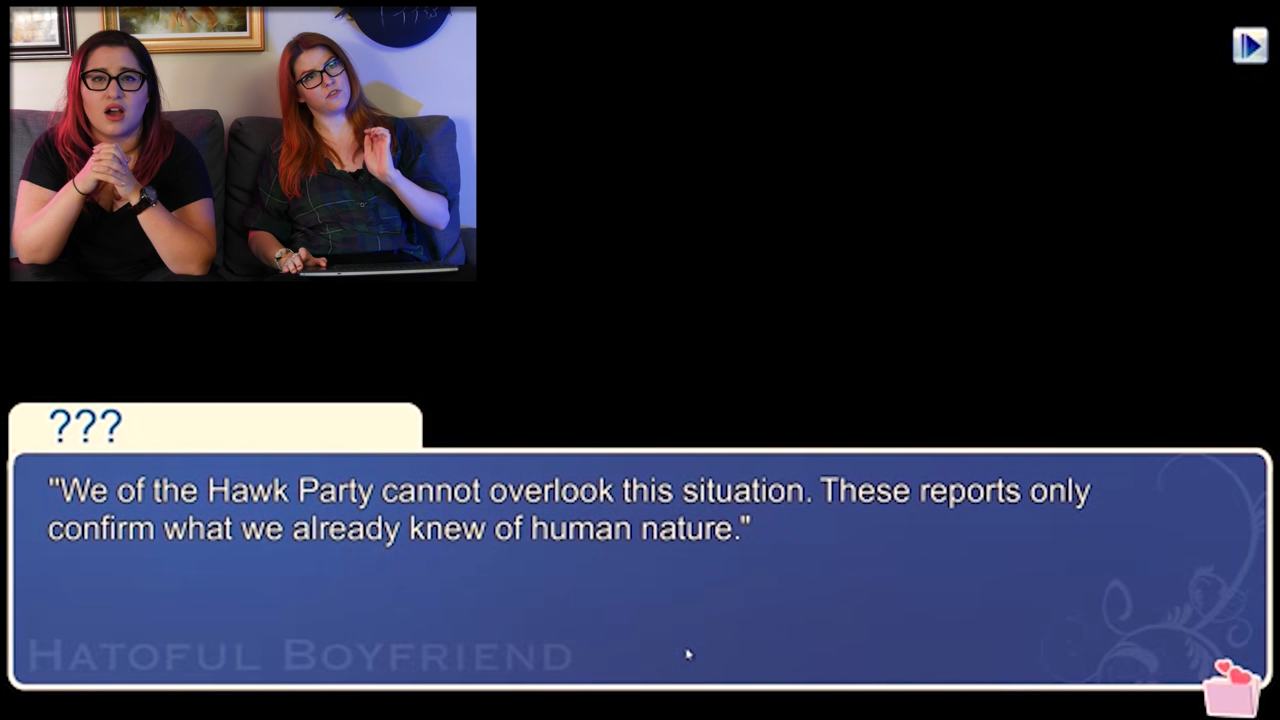 ???
"We of the Hawk Party cannot overlook this situation. These reports only
confirm what we already knew of human nature."
HATOFUL BOYFRIEND